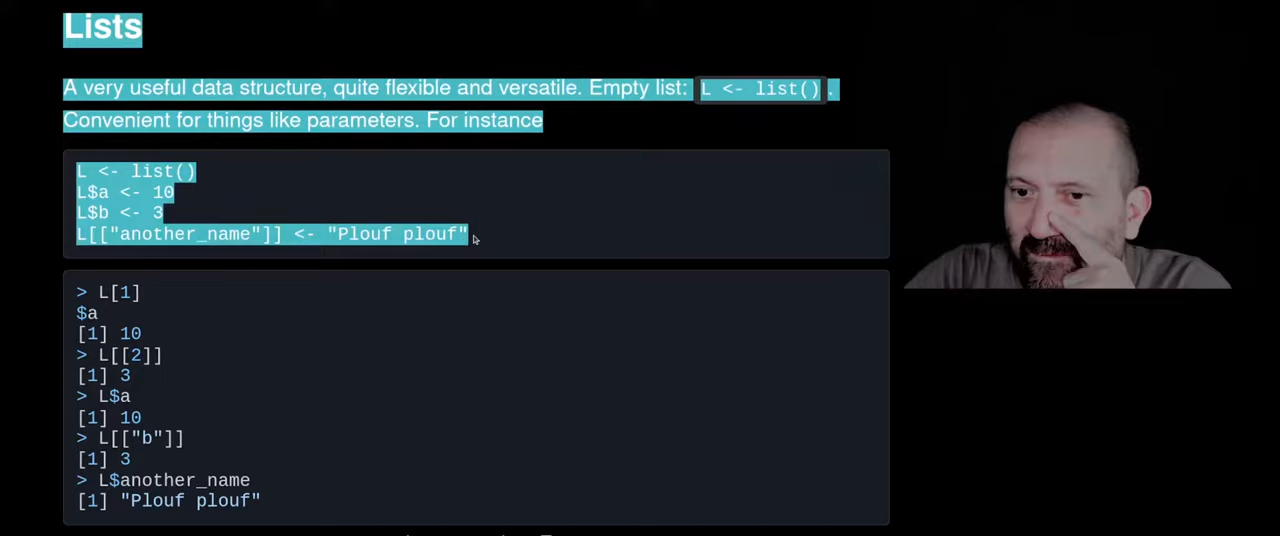 Lists
A very useful data structure, quite flexible and versatile. Empty list: L <- list() .
Convenient for things like parameters. For instance
L <- list()
L$a <- 10
L$b <- 3
L[["another_name"]] <- "Plouf plouf"
> L[1]
$a
[1] 10
> L[[2]]
[1] 3
> L$a
[1] 10
> L[["b"]]
[1] 3
> L$another_name
[1] "Plouf plouf"